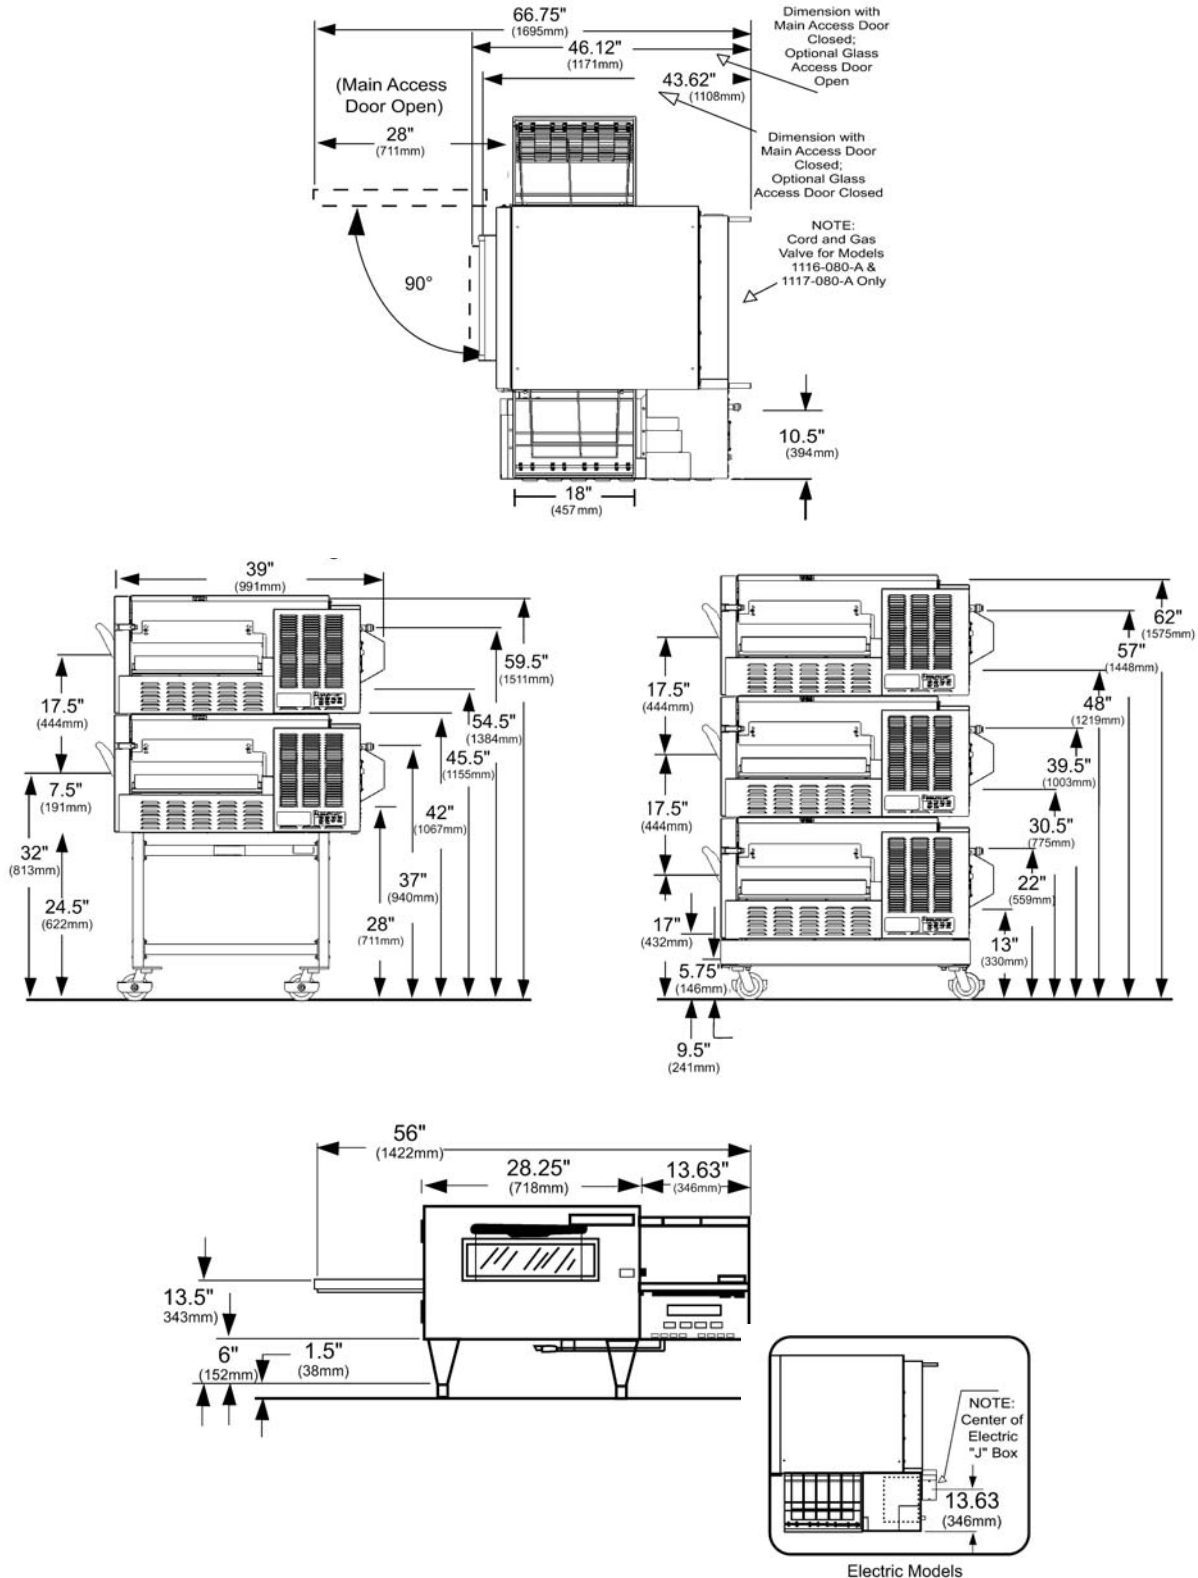 66.75"
(1695mm)
46.12"
(1171mm)
43.62"
(1108mm)
Dimension with
Main Access Door
Closed;
Optional Glass
Access Door
Open
(Main Access
Door Open)
28"
(711mm)
Dimension with
Main Access Door
Closed;
Optional Glass
Access Door Closed
NOTE:
Cord and Gas
Valve for Models
1116-080-A &
1117-080-A Only
90°
10.5"
(394mm)
18"
(457mm)
39"
(991mm)
59.5"
(1511mm)
17.5"
(444mm)
54.5"
(1384mm)
45.5"
(1155mm)
7.5"
(191mm)
42"
(1067mm)
32"
(813mm)
37"
(940mm)
24.5"
(622mm)
28"
(711mm)
62"
(1575mm)
57"
(1448mm)
17.5"
(444mm)
48"
(1219mm)
39.5"
(1003mm)
17.5"
(444mm)
30.5"
(775mm)
22"
(559mm)
17"
(432mm)
13"
(330mm)
5.75"
(146mm)
9.5"
(241mm)
56"
(1422mm)
28.25"
(718mm)
13.63"
(346mm)
13.5"
343mm)
6"
(152mm)
1.5"
(38mm)
NOTE:
Center of
Electric
"J" Box
13.63
(346mm)
Electric Models